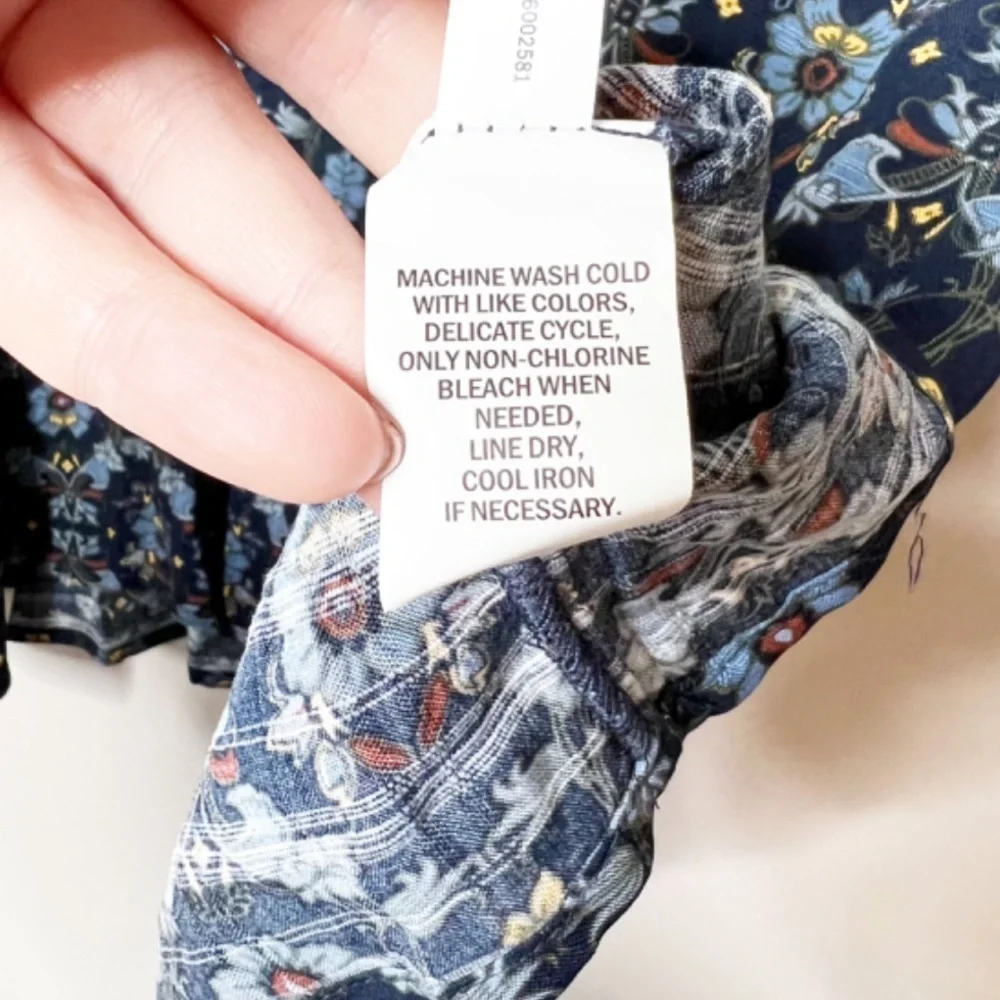 6002581
MACHINE WASH COLD
WITH LIKE COLORS,
DELICATE CYCLE,
ONLY NON-CHLORINE
BLEACH WHEN
NEEDED,
LINE DRY,
COOL IRON
IF NECESSARY.